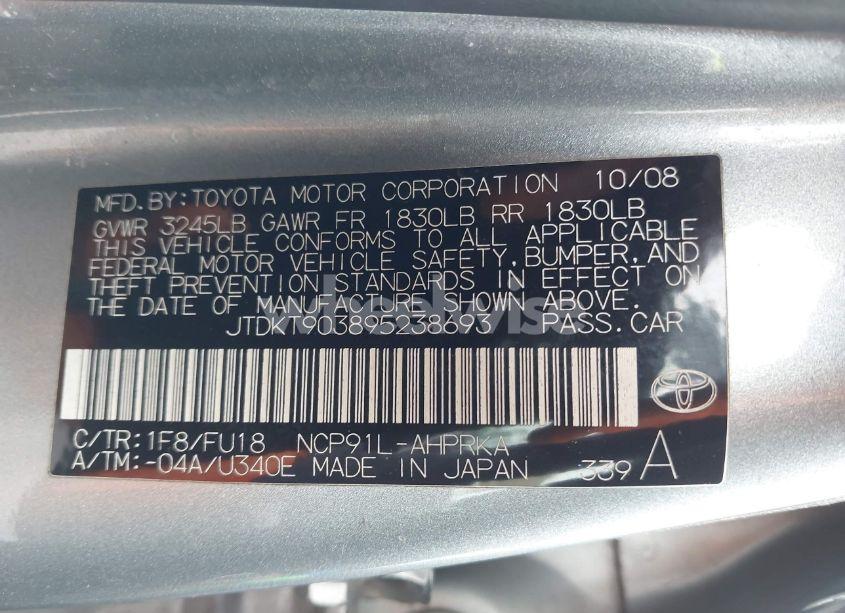 MFD. BY: TOYOTA MOTOR CORPORATION 10/08
GVWR 3245LB GAWR FR 1830LB RR 1830LB
THIS VEHICLE CONFORMS TO ALL APPLICABLE
FEDERAL MOTOR VEHICLE SAFETY, BUMPER, AND
THEFT PREVENTION STANDARDS IN EFFECT ON
THE DATE OF MANUFACTURE SHOWN ABOVE.
JTDKT903895238693 PASS.CAR
C/TR: 1F8/FU18 NCP91L-AHPRKA
A/TM: -04A/U340E MADE IN JAPAN 339 A